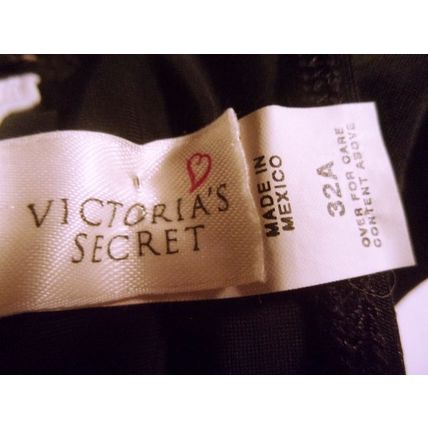 VICTORIA'S
SECRET
MADE IN
MEXICO
32A
OVER FOR CARE
CONTENT ABOVE